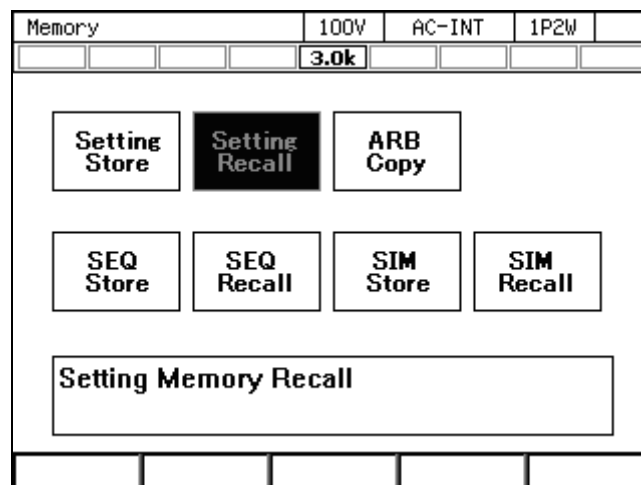 Memory 100V AC-INT 1P2W
3.0k
Setting Setting ARB
Store Recall Copy
SEQ SEQ SIM SIM
Store Recall Store Recall
Setting Memory Recall